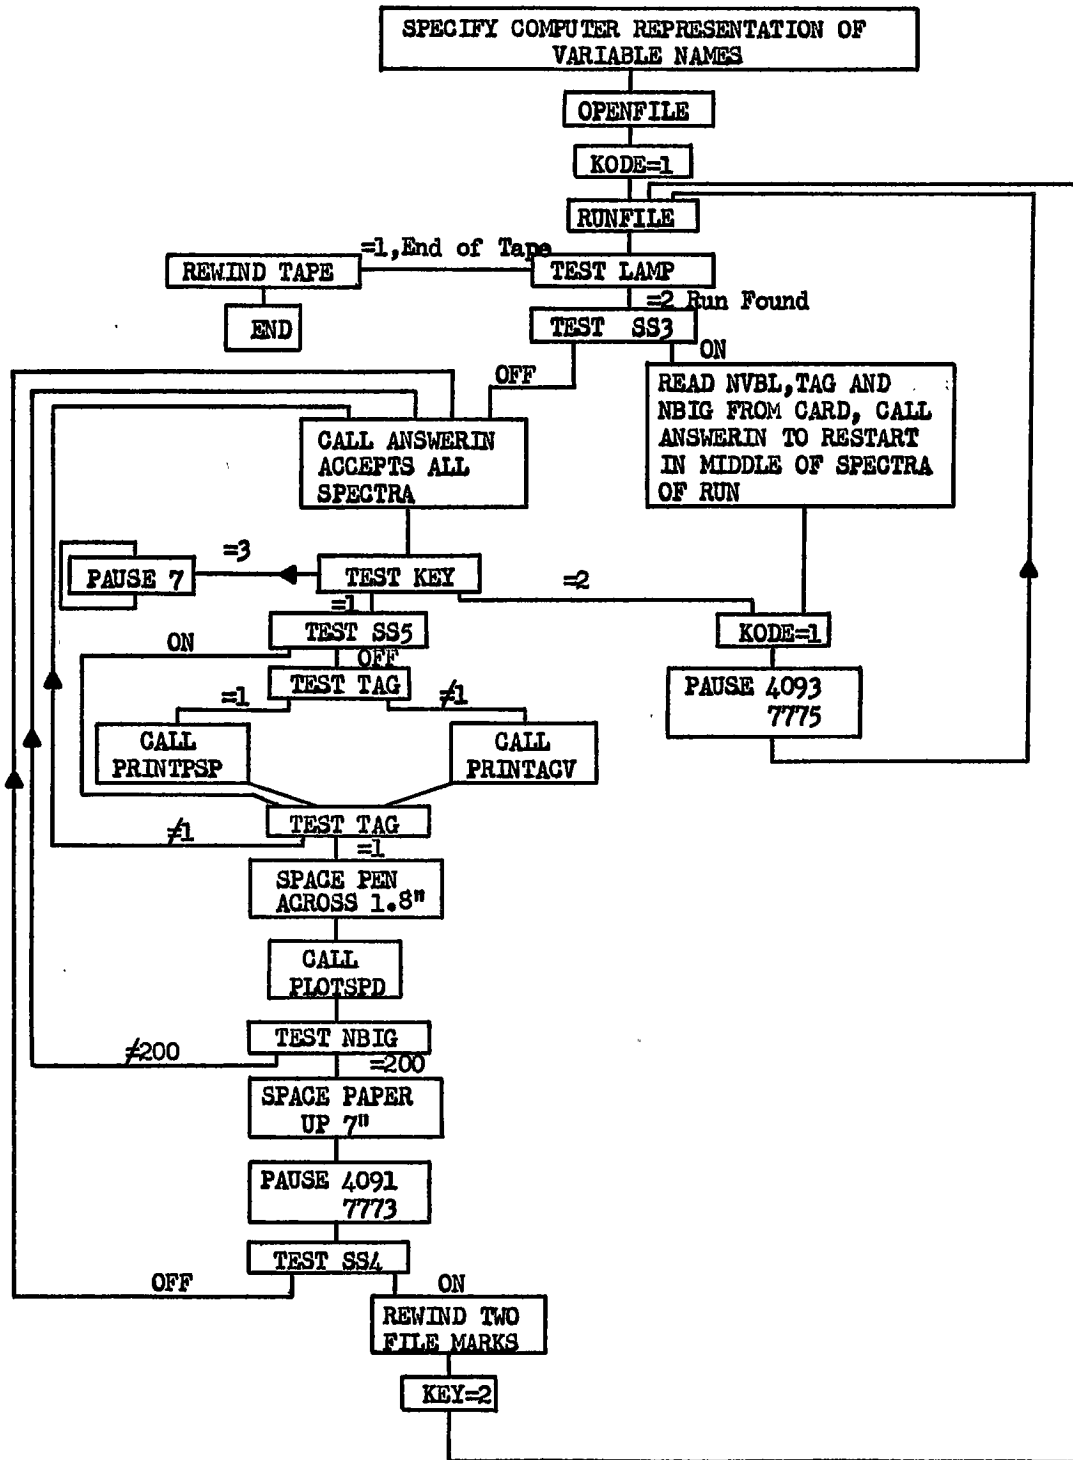 SPECIFY COMPUTER REPRESENTATION OF
VARIABLE NAMES
OPENFILE
KODE=1
RUNFILE
=1,End of Tape
REWIND TAPE
TEST LAMP
=2 Run Found
END
TEST SS3
ON
OFF
READ NVBL,TAG AND
NBIG FROM CARD, CALL
ANSWERIN TO RESTART
IN MIDDLE OF SPECTRA
OF RUN
CALL ANSWERIN
ACCEPTS ALL
SPECTRA
=3
PAUSE 7
TEST KEY
=2
=1
TEST SS5
KODE=1
ON
OFF
TEST TAG
PAUSE 4093
7775
=1
≠1
CALL
PRINTPSP
CALL
PRINTACV
TEST TAG
≠1
=1
SPACE PEN
ACROSS 1.8"
CALL
PLOTSPD
TEST NBIG
≠200
=200
SPACE PAPER
UP 7"
PAUSE 4091
7773
TEST SS4
OFF
ON
REWIND TWO
FILE MARKS
KEY=2